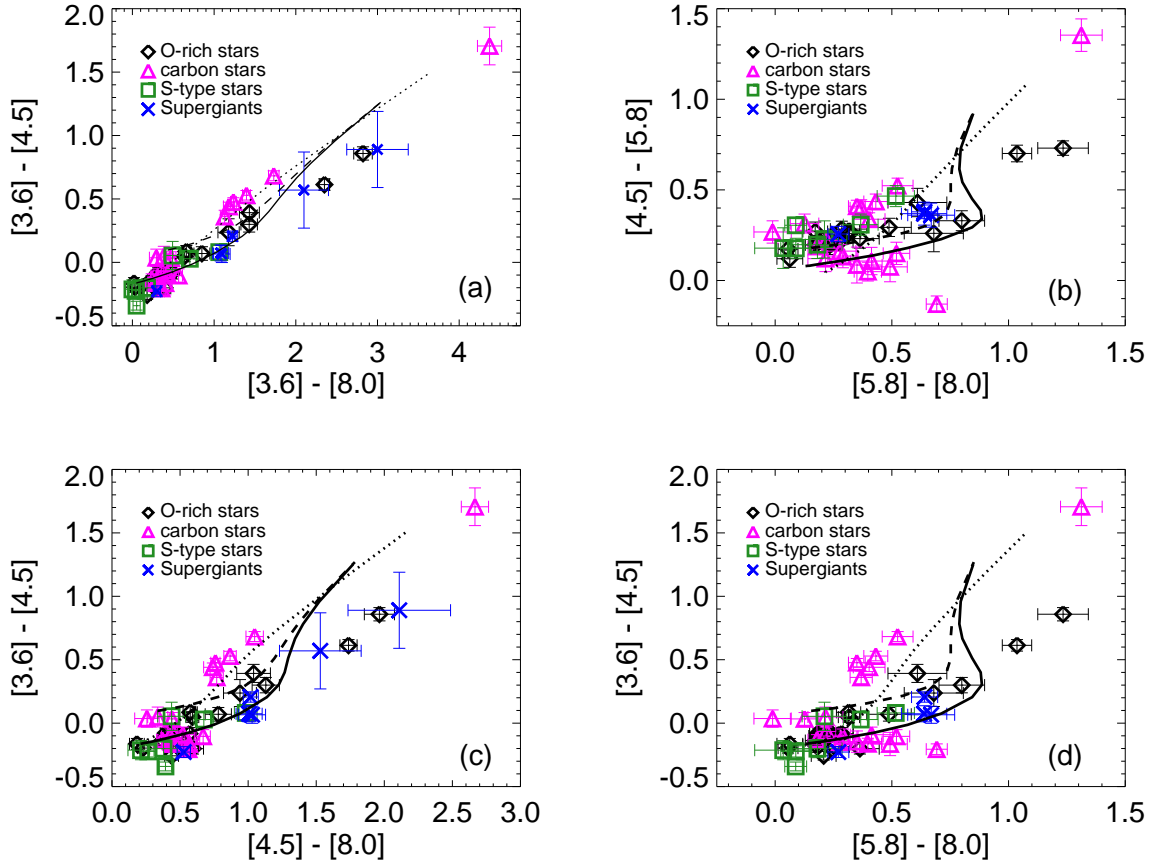 2.0
1.5
1.0
0.5
0.0
-0.5
[3.6] - [4.5]
O-rich stars
carbon stars
S-type stars
Supergiants
(a)
0 1 2 3 4
[3.6] - [8.0]
1.5
1.0
0.5
0.0
[4.5] - [5.8]
O-rich stars
carbon stars
S-type stars
Supergiants
(b)
0.0 0.5 1.0 1.5
[5.8] - [8.0]
2.0
1.5
1.0
0.5
0.0
-0.5
[3.6] - [4.5]
O-rich stars
carbon stars
S-type stars
Supergiants
(c)
0.0 0.5 1.0 1.5 2.0 2.5 3.0
[4.5] - [8.0]
2.0
1.5
1.0
0.5
0.0
-0.5
[3.6] - [4.5]
O-rich stars
carbon stars
S-type stars
Supergiants
(d)
0.0 0.5 1.0 1.5
[5.8] - [8.0]